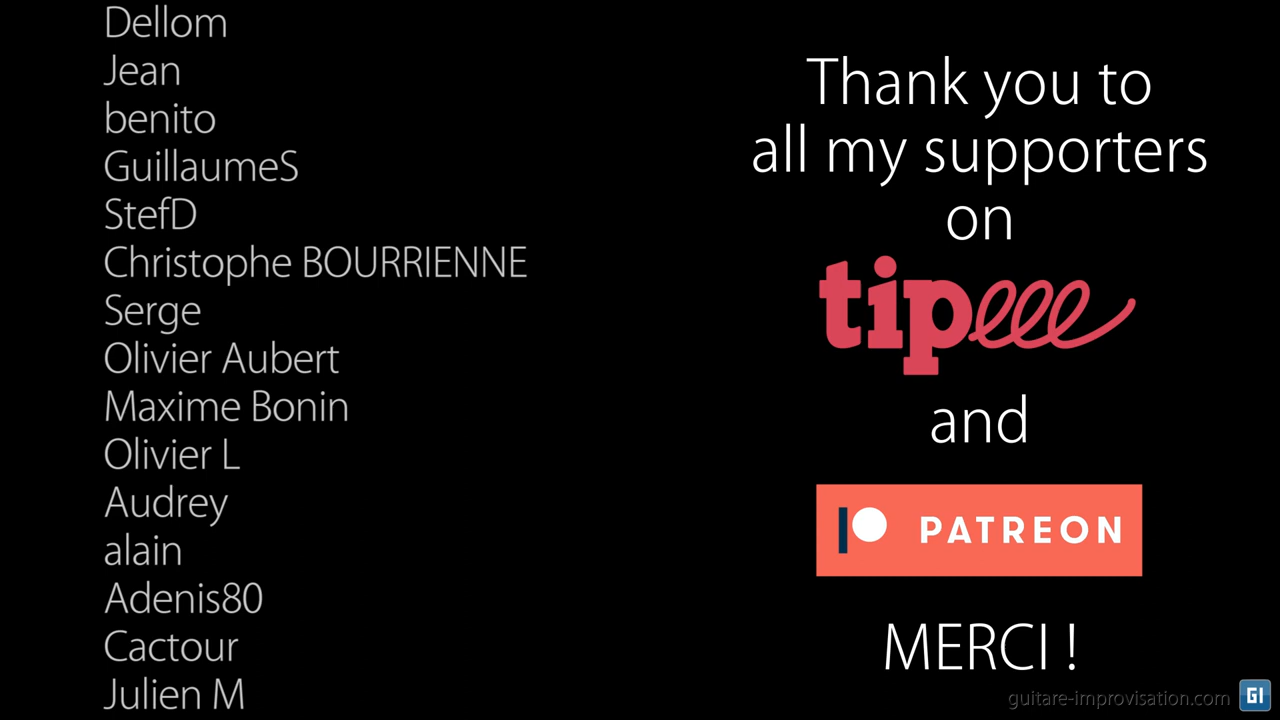 Dellom
Jean
benito
GuillaumeS
StefD
Christophe BOURRIENNE
Serge
Olivier Aubert
Maxime Bonin
Olivier L
Audrey
alain
Adenis80
Cactour
Julien M
Thank you to
all my supporters
on
tipeee
and
PATREON
MERCI !
guitare-improvisation.com GI